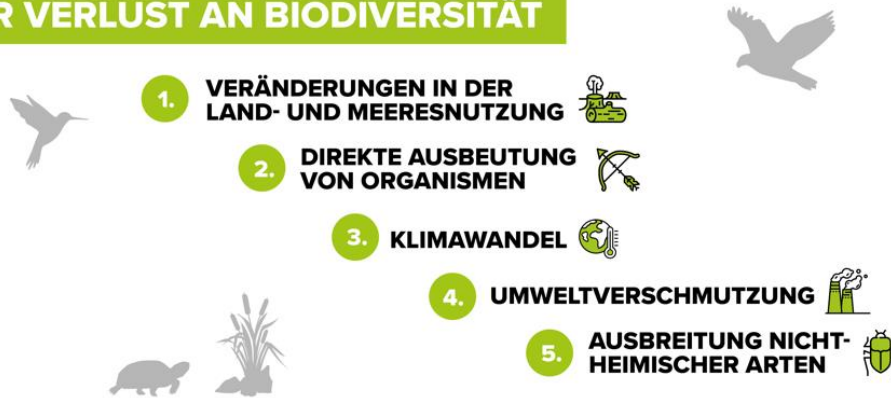 R VERLUST AN BIODIVERSITÄT
1. VERÄNDERUNGEN IN DER
LAND- UND MEERESNUTZUNG
2. DIREKTE AUSBEUTUNG
VON ORGANISMEN
3. KLIMAWANDEL
4. UMWELTVERSCHMUTZUNG
5. AUSBREITUNG NICHT-
HEIMISCHER ARTEN